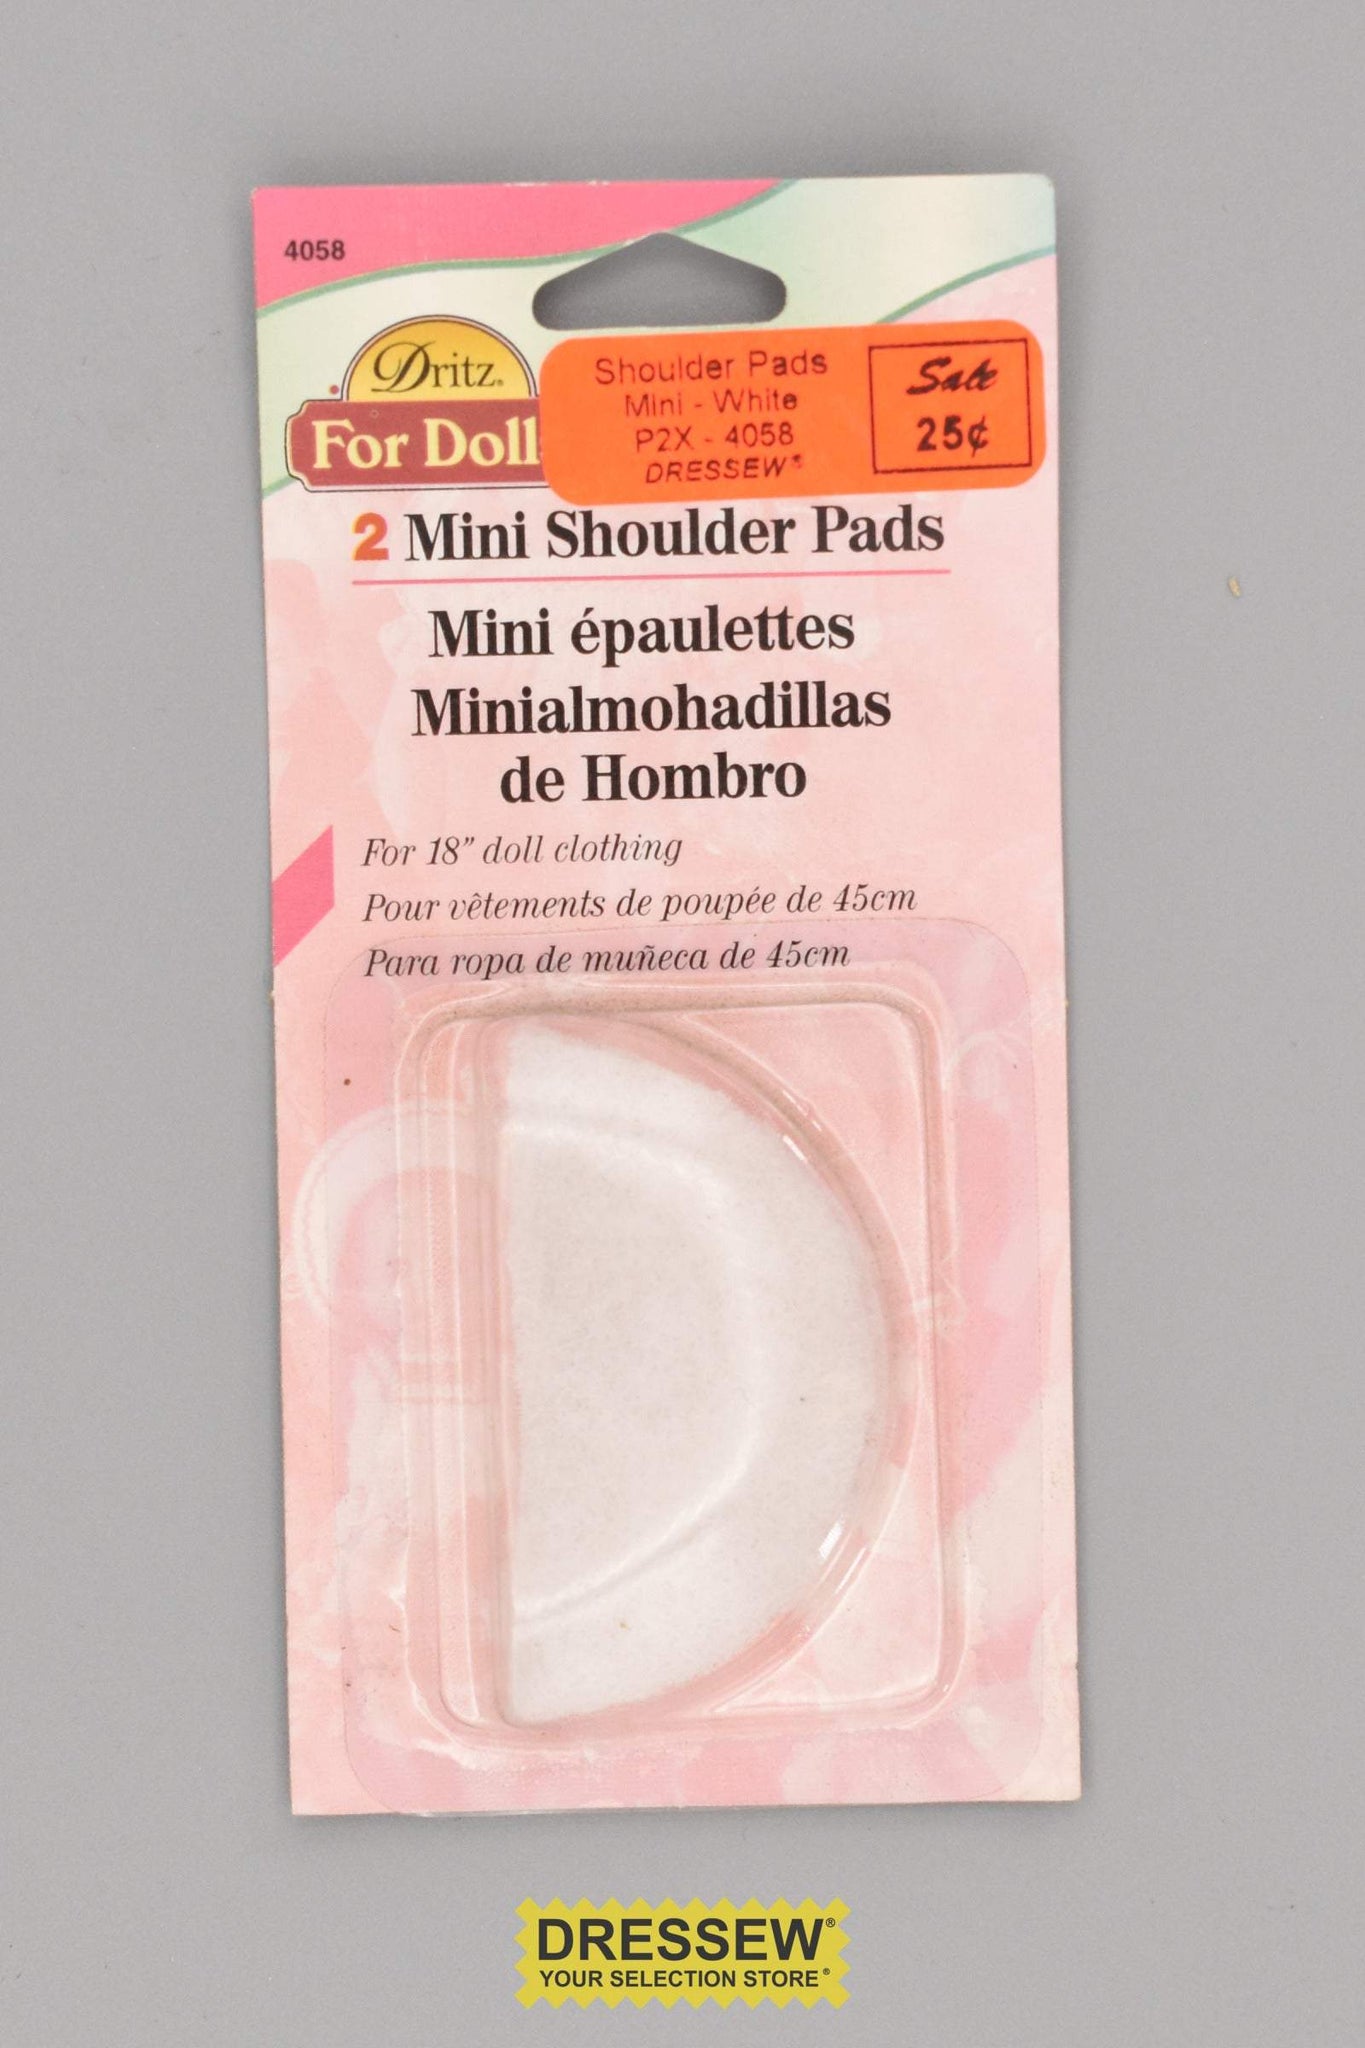 4058
Dritz®
For Doll
Shoulder Pads
Mini - White
P2X - 4058
DRESSEW®
Sale
25¢
2 Mini Shoulder Pads
Mini épaulettes
Minialmohadillas
de Hombro
For 18” doll clothing
Pour vêtements de poupée de 45cm
Para ropa de muñeca de 45cm
DRESSEW®
YOUR SELECTION STORE®